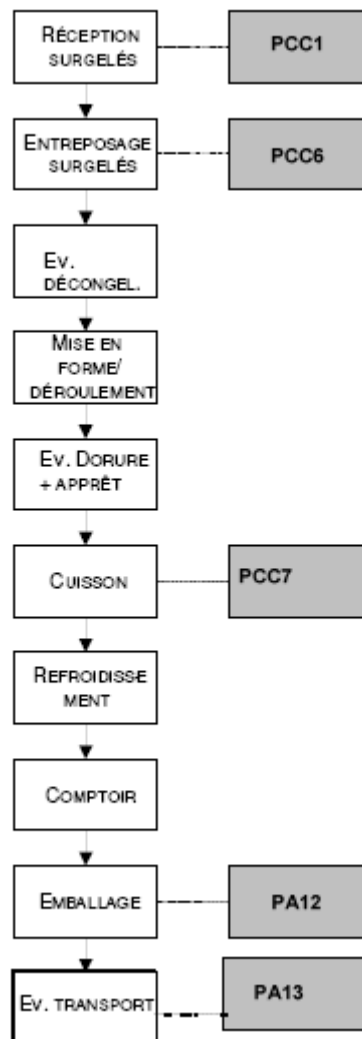 RÉCEPTION
SURGELÉS
PCC1
ENTREPOSAGE
SURGELÉS
PCC6
EV.
DÉCONGEL.
MISE EN
FORME/
DÉROULEMENT
EV. DORURE
+ APPRÊT
CUISSON
PCC7
REFROIDISSE
MENT
COMPTOIR
EMBALLAGE
PA12
EV. TRANSPORT
PA13